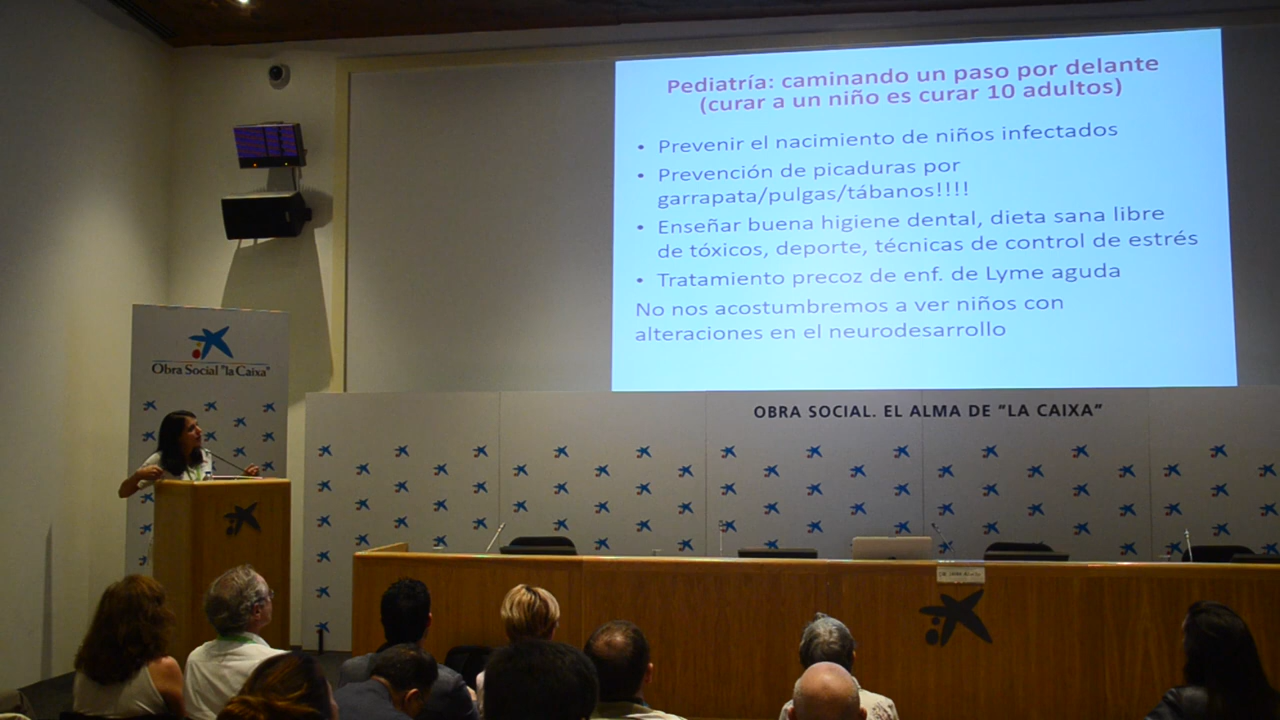 Pediatría: caminando un paso por delante
(curar a un niño es curar 10 adultos)
• Prevenir el nacimiento de niños infectados
• Prevención de picaduras por
garrapata/pulgas/tábanos!!!!
• Enseñar buena higiene dental, dieta sana libre
de tóxicos, deporte, técnicas de control de estrés
• Tratamiento precoz de enf. de Lyme aguda
No nos acostumbremos a ver niños con
alteraciones en el neurodesarrollo
Obra Social "la Caixa"
OBRA SOCIAL. EL ALMA DE "LA CAIXA"